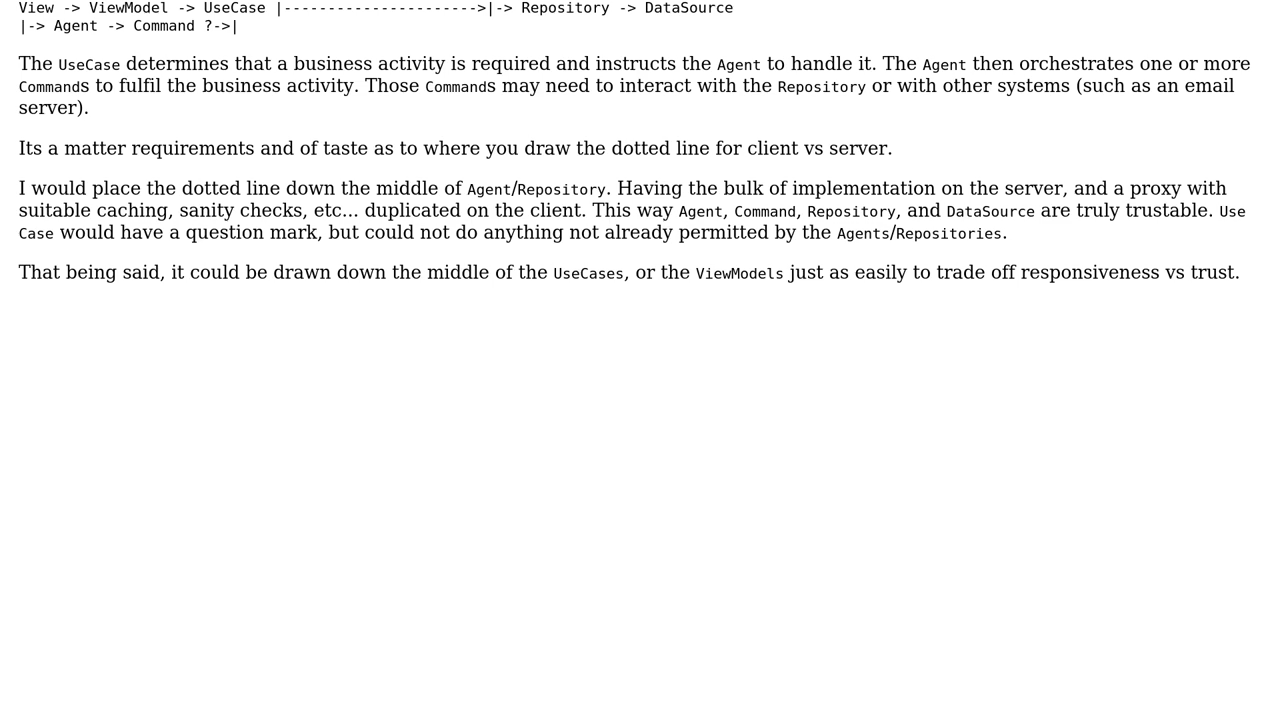 View -> ViewModel -> UseCase |---------------------->|-> Repository -> DataSource
|-> Agent -> Command ?->|
The UseCase determines that a business activity is required and instructs the Agent to handle it. The Agent then orchestrates one or more
Commands to fulfil the business activity. Those Commands may need to interact with the Repository or with other systems (such as an email
server).
Its a matter requirements and of taste as to where you draw the dotted line for client vs server.
I would place the dotted line down the middle of Agent/Repository. Having the bulk of implementation on the server, and a proxy with
suitable caching, sanity checks, etc... duplicated on the client. This way Agent, Command, Repository, and DataSource are truly trustable. Use
Case would have a question mark, but could not do anything not already permitted by the Agents/Repositories.
That being said, it could be drawn down the middle of the UseCases, or the ViewModels just as easily to trade off responsiveness vs trust.